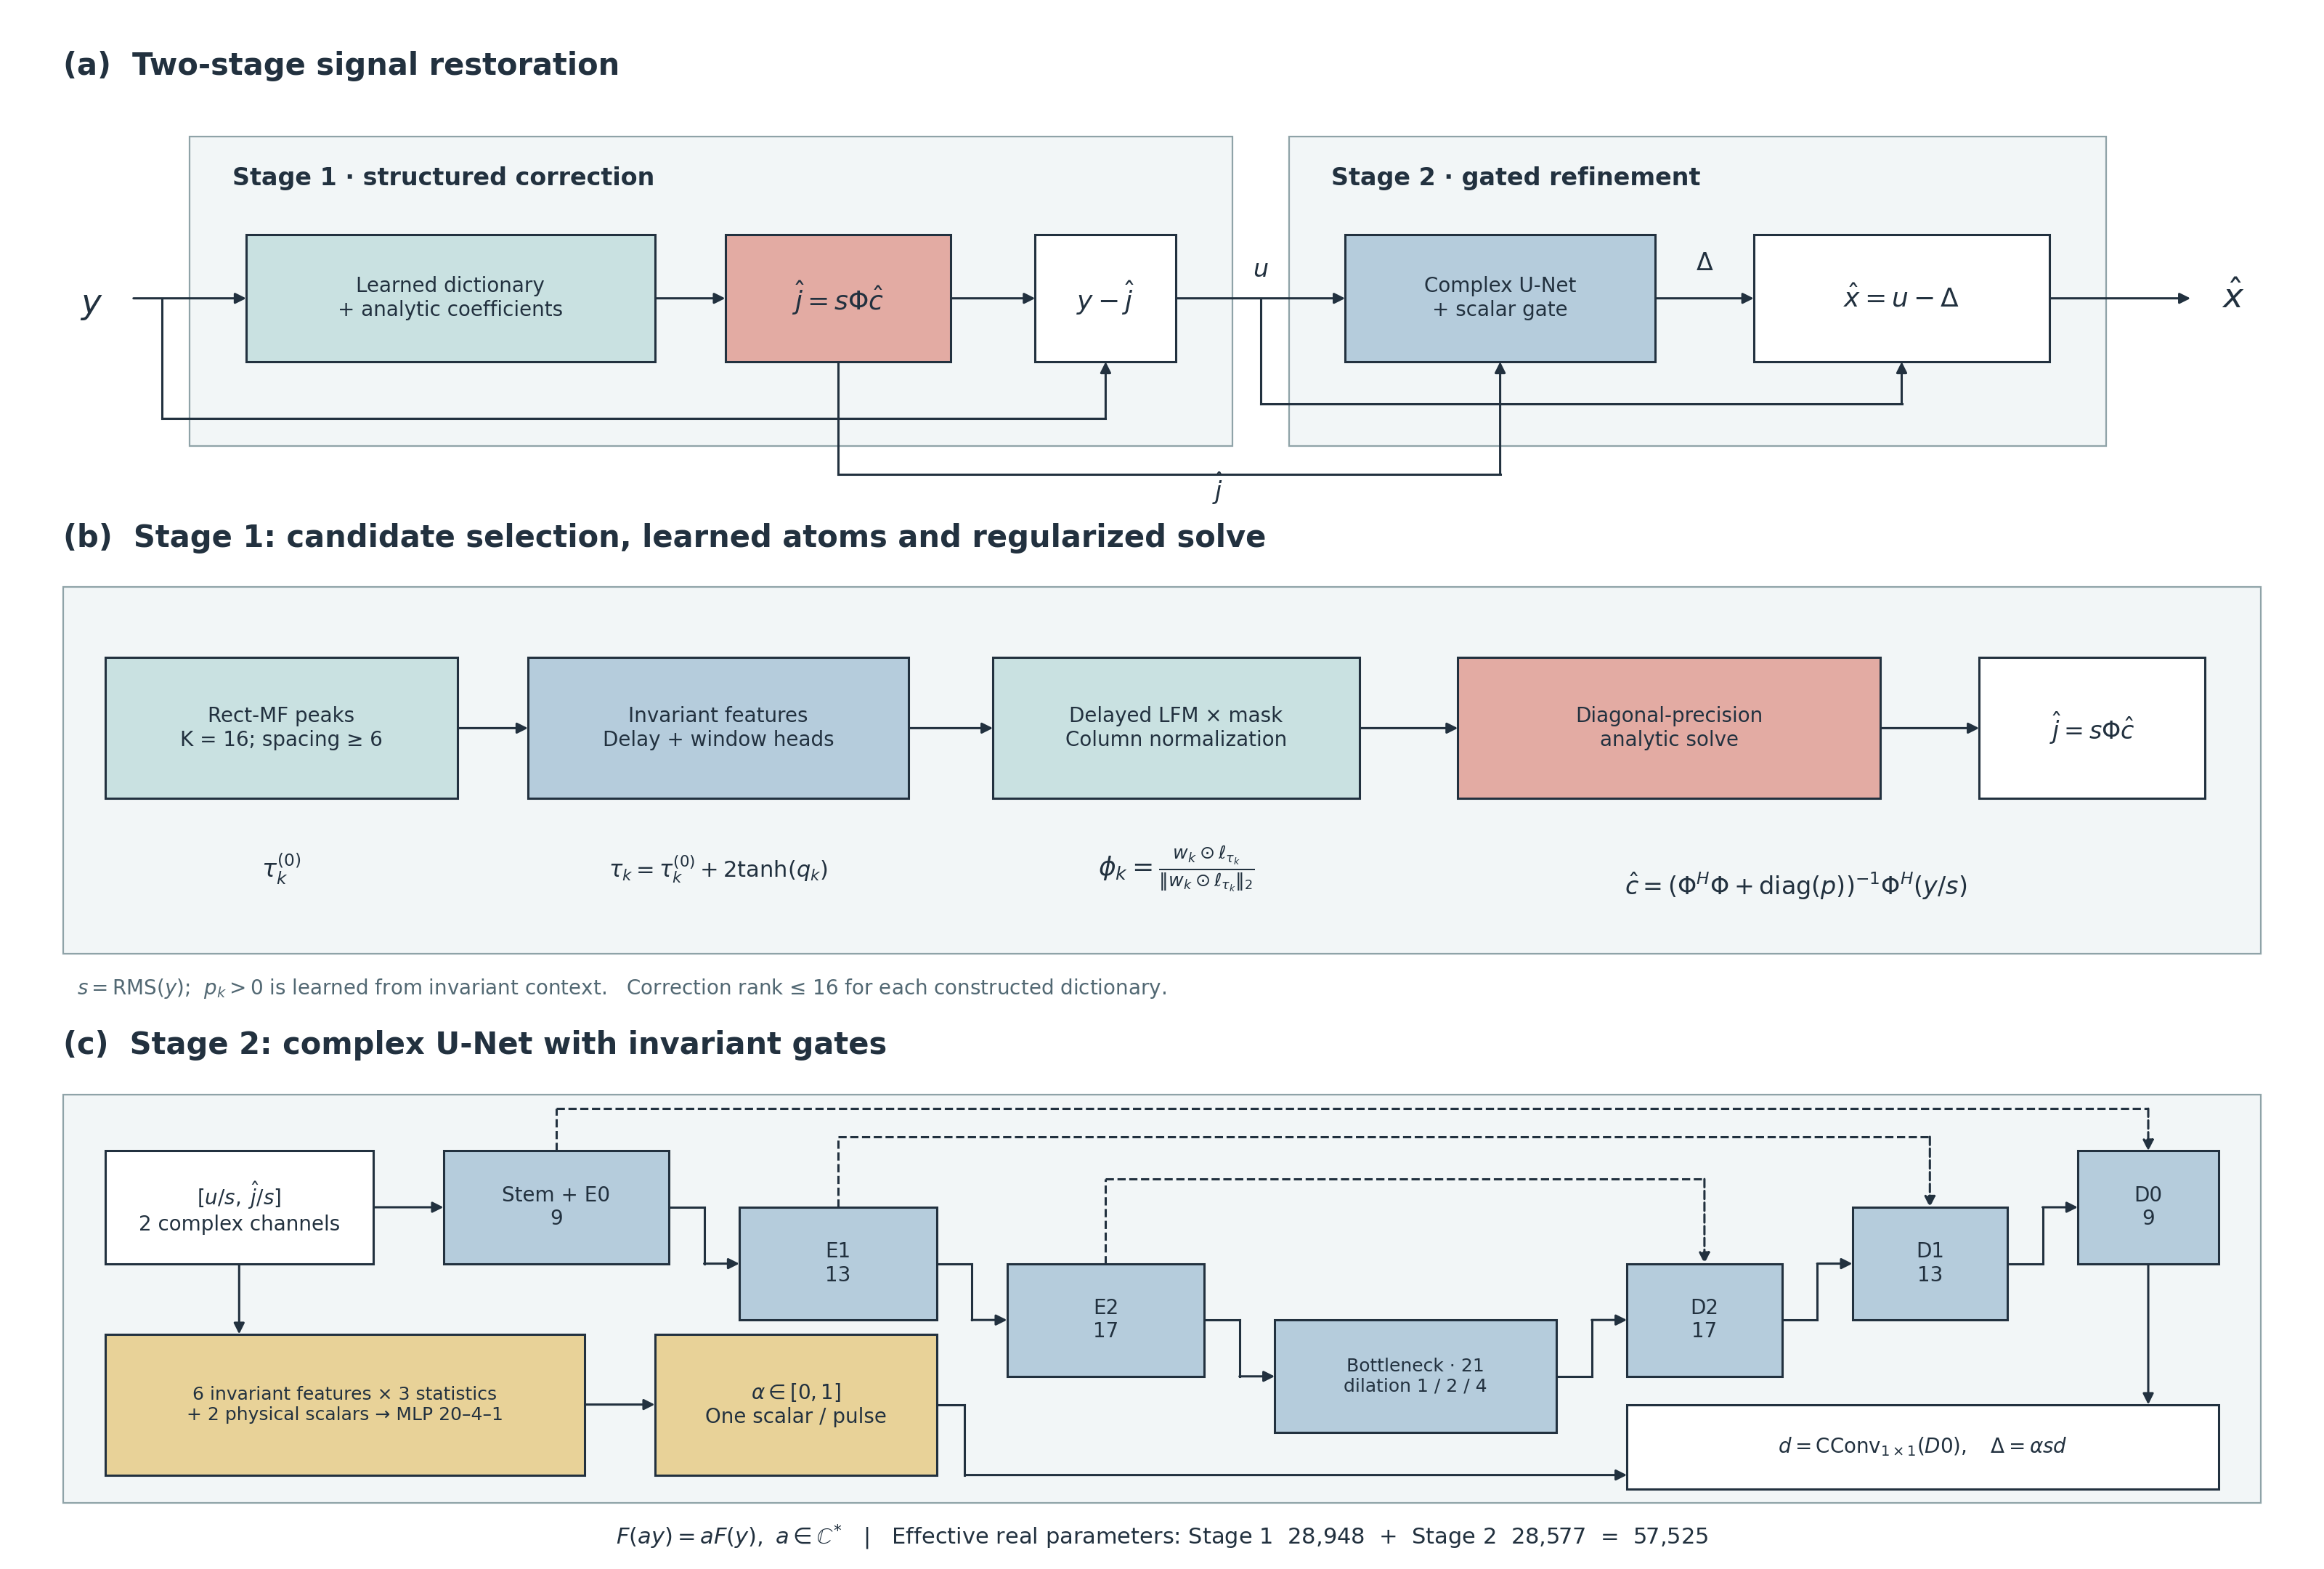 (a) Two-stage signal restoration
Stage 1 · structured correction
Stage 2 · gated refinement
y
Learned dictionary
+ analytic coefficients
ĵ = sΦĉ
y − ĵ
u
Complex U-Net
+ scalar gate
Δ
x̂ = u − Δ
x̂
ĵ
(b) Stage 1: candidate selection, learned atoms and regularized solve
Rect-MF peaks
K = 16; spacing ≥ 6
Invariant features
Delay + window heads
Delayed LFM × mask
Column normalization
Diagonal-precision
analytic solve
ĵ = sΦĉ
τ_k^(0)
τ_k = τ_k^(0) + 2tanh(q_k)
ϕ_k = (w_k ⊙ ℓ_{τ_k}) / ‖w_k ⊙ ℓ_{τ_k}‖₂
ĉ = (Φ^H Φ + diag(p))^−1 Φ^H (y/s)
s = RMS(y); p_k > 0 is learned from invariant context. Correction rank ≤ 16 for each constructed dictionary.
(c) Stage 2: complex U-Net with invariant gates
[u/s, ĵ/s]
2 complex channels
Stem + E0
9
E1
13
E2
17
Bottleneck · 21
dilation 1 / 2 / 4
D2
17
D1
13
D0
9
6 invariant features × 3 statistics
+ 2 physical scalars → MLP 20–4–1
α ∈ [0, 1]
One scalar / pulse
d = CConv_{1×1}(D0), Δ = αsd
F(ay) = aF(y), a ∈ ℂ* | Effective real parameters: Stage 1 28,948 + Stage 2 28,577 = 57,525